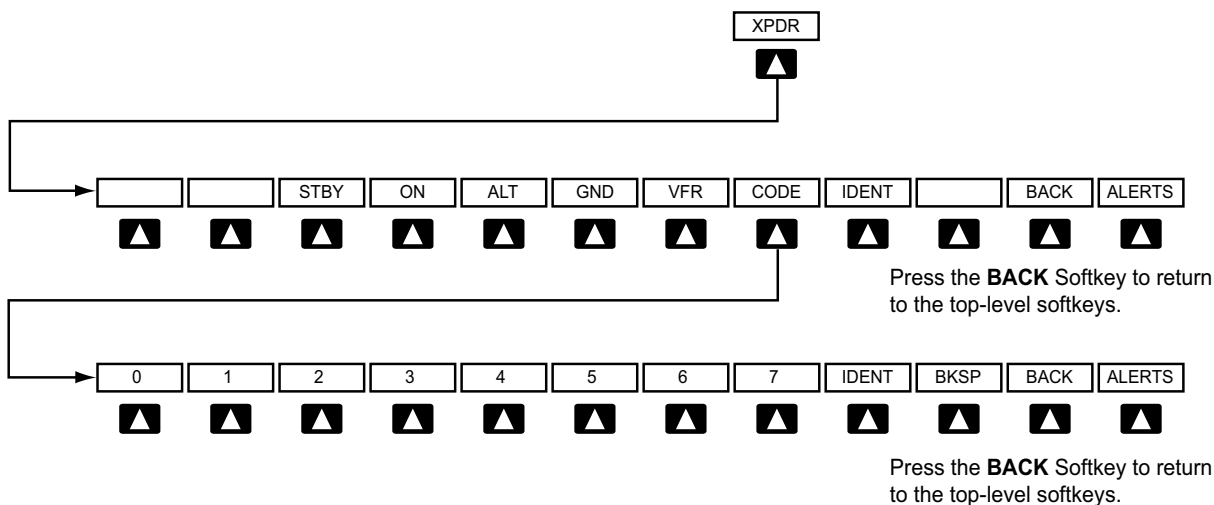 XPDR
STBY ON ALT GND VFR CODE IDENT BACK ALERTS
Press the BACK Softkey to return
to the top-level softkeys.
0 1 2 3 4 5 6 7 IDENT BKSP BACK ALERTS
Press the BACK Softkey to return
to the top-level softkeys.